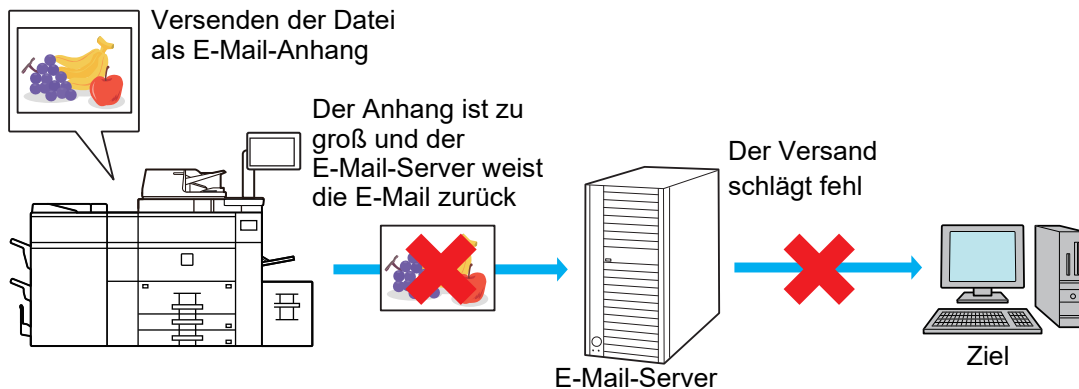 Versenden der Datei
als E-Mail-Anhang
Der Anhang ist zu
groß und der
E-Mail-Server weist
die E-Mail zurück
Der Versand
schlägt fehl
E-Mail-Server
Ziel